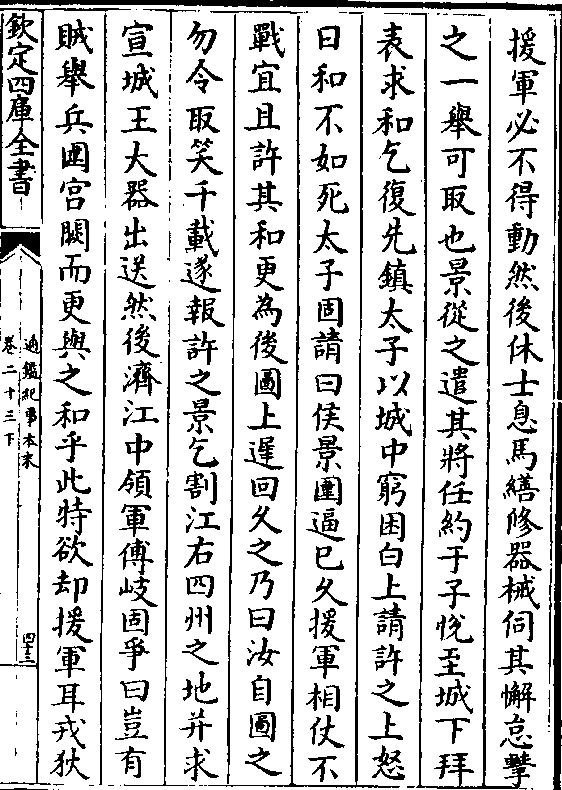 援軍必不得動然後休士息馬繕修器械伺其懈怠擊
之一舉可取也景從之遣其將任約于子悅至城下拜
表求和乞復先鎮太子以城中窮困白上請許之上怒
曰和不如死太子固請曰侯景圍逼已久援軍相仗不
戰宜且許其和更為後圖上遲回久之乃曰汝自圖之
勿令取笑千載遂報許之景乞割江右四州之地并求
宣城王大器出送然後濟江中領軍傅岐固爭曰豈有
賊舉兵圍宮闕而更與之和乎此特欲却援軍耳戎狄
欽定四庫全書
通鑑紀事本末
卷二十三下
四十三